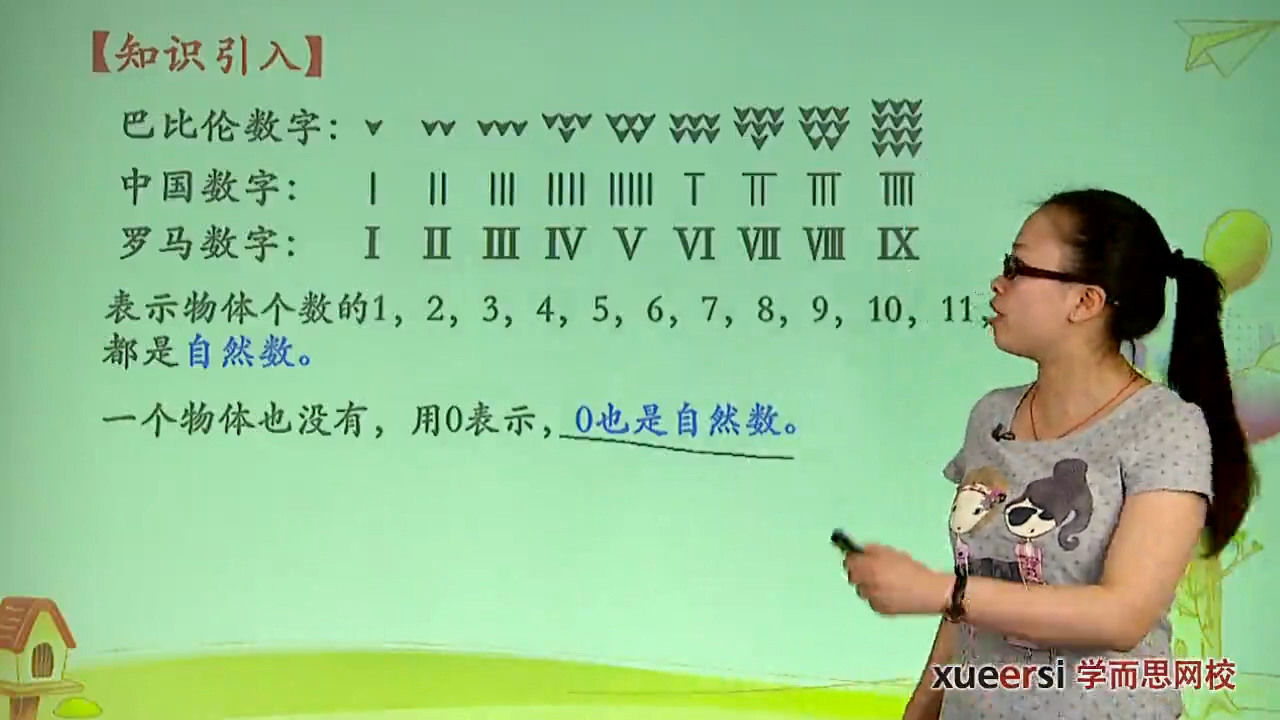 【知识引入】
巴比伦数字：
中国数字：
罗马数字： Ⅰ Ⅱ Ⅲ Ⅳ Ⅴ Ⅵ Ⅶ Ⅷ Ⅸ
表示物体个数的1，2，3，4，5，6，7，8，9，10，11，
都是自然数。
一个物体也没有，用0表示，0也是自然数。
xueersi 学而思网校